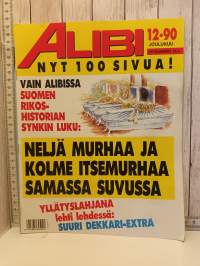 ALIBI
12·90
JOULUKUU
NYT 100 SIVUA!
VAIN ALIBISSA
SUOMEN
RIKOS-
HISTORIAN
SYNKIN LUKU:
NELJÄ MURHAA JA
KOLME ITSEMURHAA
SAMASSA SUVUSSA
YLLÄTYSLAHJANA
lehti lehdessä:
SUURI DEKKARI-EXTRA